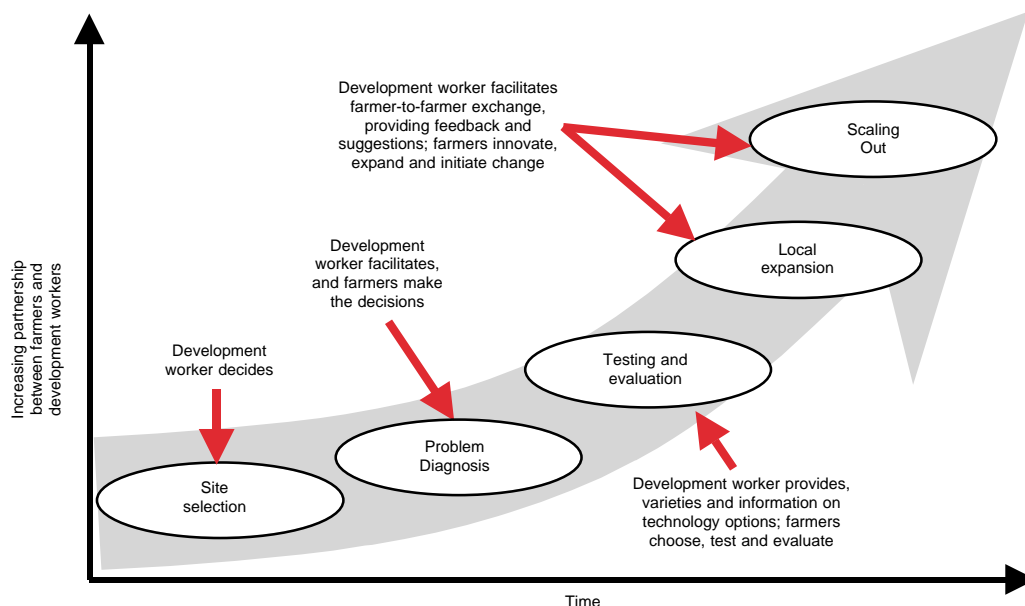 Development worker facilitates
farmer-to-farmer exchange,
providing feedback and
suggestions; farmers innovate,
expand and initiate change
Scaling
Out
Development
worker facilitates,
and farmers make
the decisions
Local
expansion
Increasing partnership
between farmers and
development workers
Development
worker decides
Testing and
evaluation
Problem
Diagnosis
Site
selection
Development worker provides,
varieties and information on
technology options; farmers
choose, test and evaluate
Time